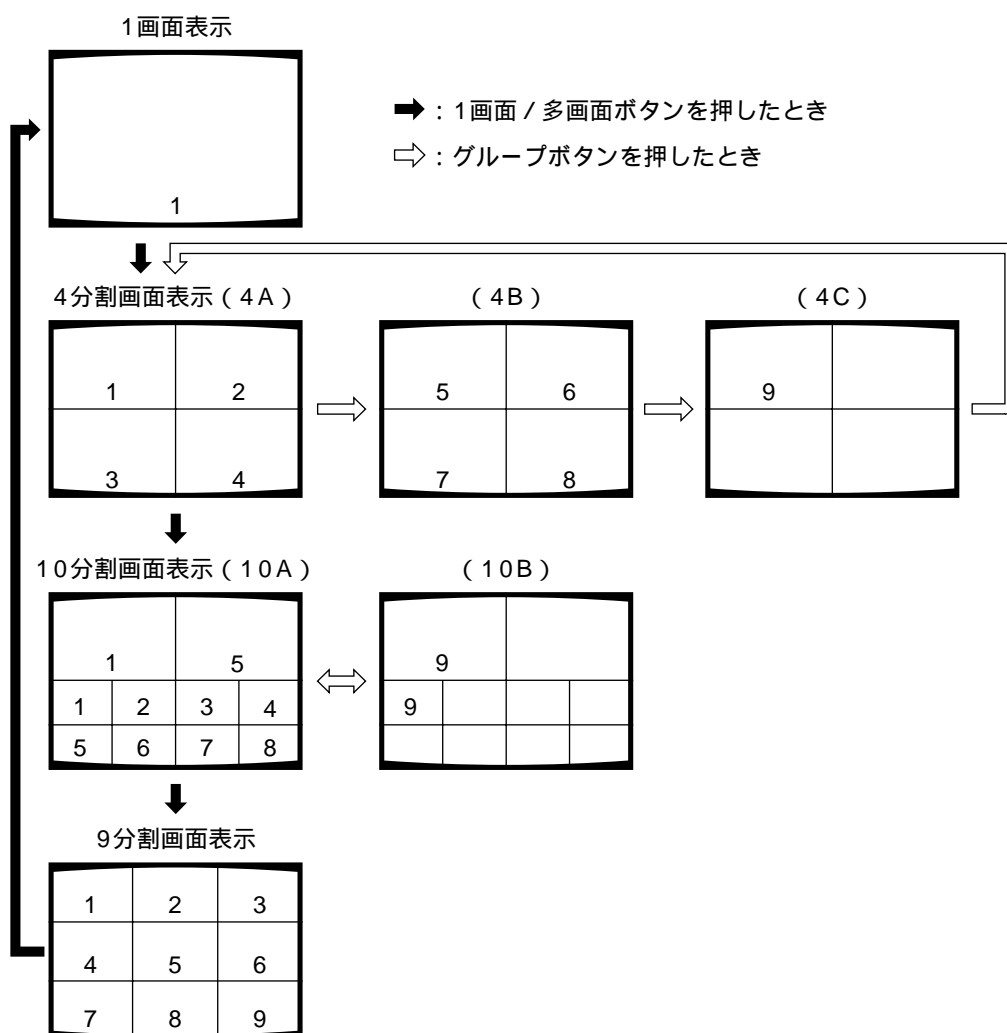 1画面表示
1
➡：1画面 / 多画面ボタンを押したとき
⇨：グループボタンを押したとき
4分割画面表示（4A）
（4B）
（4C）
1 2
3 4
5 6
7 8
9
10分割画面表示（10A）
（10B）
1 5
1 2 3 4
5 6 7 8
9
9
9分割画面表示
1 2 3
4 5 6
7 8 9